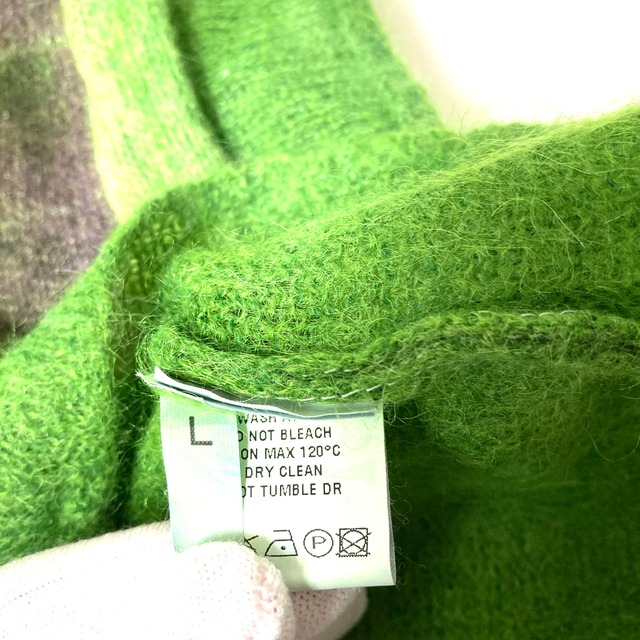 L
WASH
NOT BLEACH
ON MAX 120°C
DRY CLEAN
OT TUMBLE DR
P